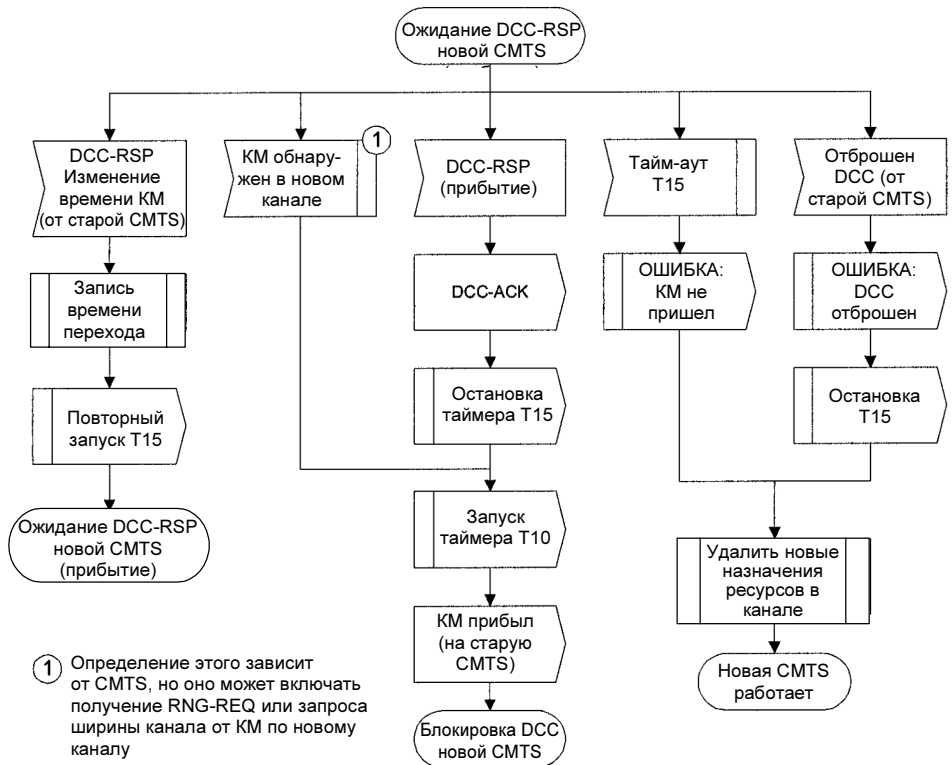 Ожидание DCC-RSP
новой CMTS
DCC-RSP
Изменение
времени КМ
(от старой CMTS)
КМ обнару-
жен в новом
канале
1
DCC-RSP
(прибытие)
Тайм-аут
T15
Отброшен
DCC (от
старой CMTS)
Запись
времени
перехода
DCC-ACK
ОШИБКА:
КМ не
пришел
ОШИБКА:
DCC
отброшен
Повторный
запуск T15
Остановка
таймера T15
Остановка
T15
Ожидание DCC-RSP
новой CMTS
(прибытие)
Запуск
таймера T10
Удалить новые
назначения
ресурсов в
канале
КМ прибыл
(на старую
CMTS)
Новая CMTS
работает
Блокировка DCC
новой CMTS
1 Определение этого зависит
от CMTS, но оно может включать
получение RNG-REQ или запроса
ширины канала от КМ по новому
каналу